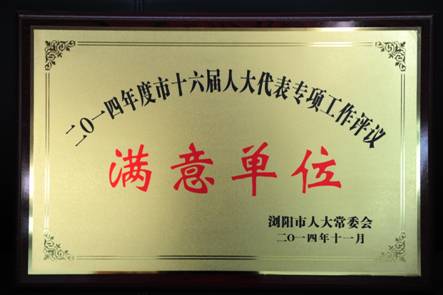 二〇一四年度市十六届人大代表专项工作评议
满意单位
浏阳市人大常委会
二〇一四年十一月